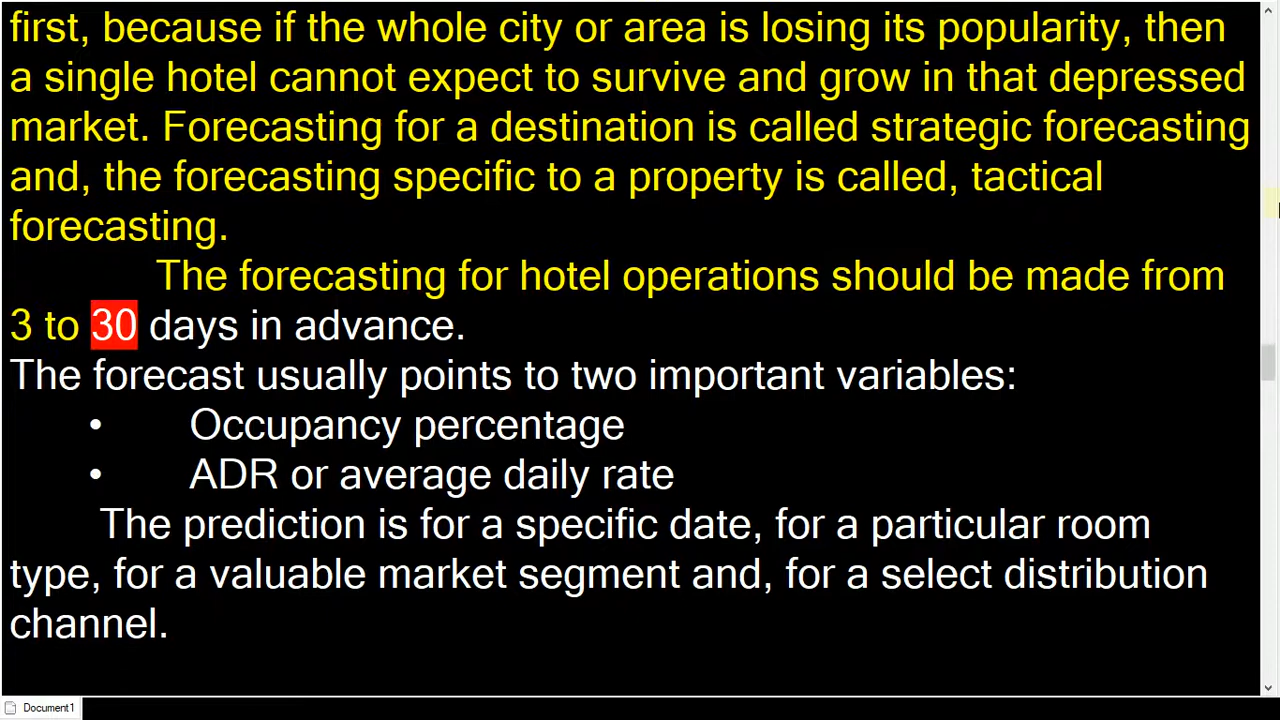 first, because if the whole city or area is losing its popularity, then
a single hotel cannot expect to survive and grow in that depressed
market. Forecasting for a destination is called strategic forecasting
and, the forecasting specific to a property is called, tactical
forecasting.
The forecasting for hotel operations should be made from
3 to 30 days in advance.
The forecast usually points to two important variables:
• Occupancy percentage
• ADR or average daily rate
The prediction is for a specific date, for a particular room
type, for a valuable market segment and, for a select distribution
channel.
Document1